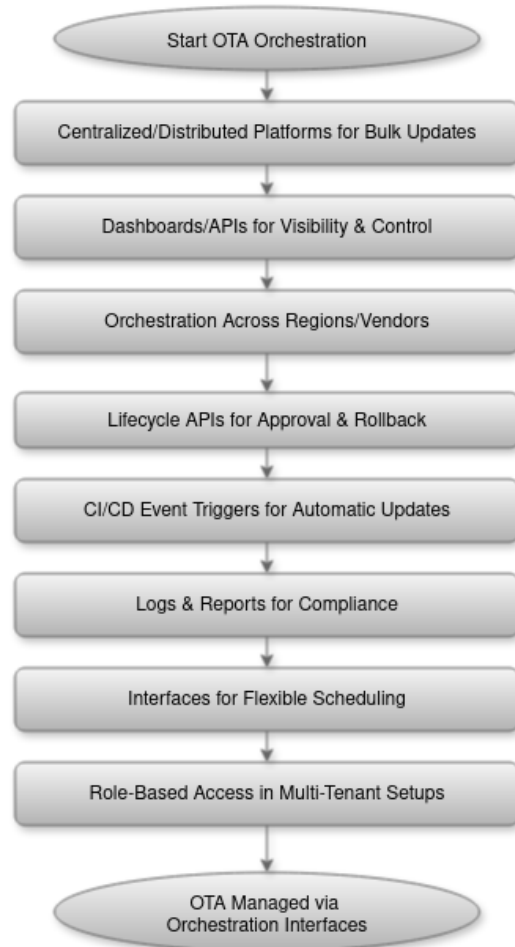 Start OTA Orchestration
Centralized/Distributed Platforms for Bulk Updates
Dashboards/APIs for Visibility & Control
Orchestration Across Regions/Vendors
Lifecycle APIs for Approval & Rollback
CI/CD Event Triggers for Automatic Updates
Logs & Reports for Compliance
Interfaces for Flexible Scheduling
Role-Based Access in Multi-Tenant Setups
OTA Managed via
Orchestration Interfaces